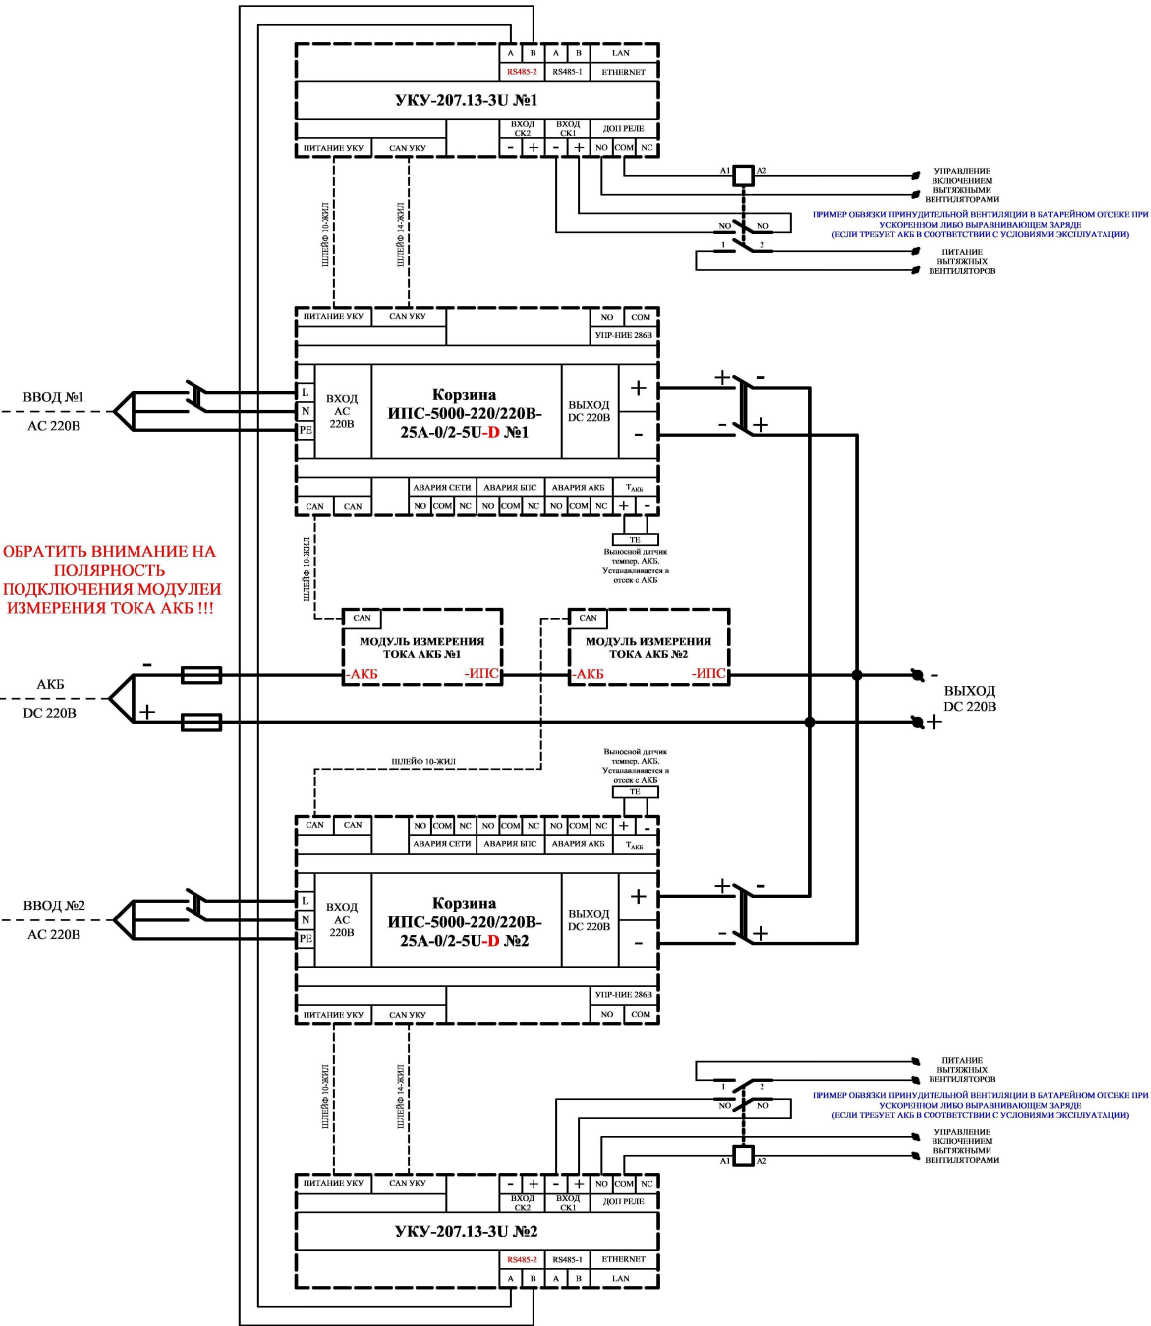 A B A B LAN
RS485-2 RS485-1 ETHERNET
УКУ-207.13-3U №1
ВХОД СК2 ВХОД СК1 ДОП РЕЛЕ
ПИТАНИЕ УКУ CAN УКУ - + - + NO COM NC
A1 A2
УПРАВЛЕНИЕ
ВКЛЮЧЕНИЕМ
ВЫТЯЖНЫМИ
ВЕНТИЛЯТОРАМИ
ШЛЕЙФ 10-ЖИЛ
ШЛЕЙФ 14-ЖИЛ
ПРИМЕР ОБВЯЗКИ ПРИНУДИТЕЛЬНОЙ ВЕНТИЛЯЦИИ В БАТАРЕЙНОМ ОТСЕКЕ ПРИ
УСКОРЕННОМ ЛИБО ВЫРАВНИВАЮЩЕМ ЗАРЯДЕ
(ЕСЛИ ТРЕБУЕТ АКБ В СООТВЕТСТВИИ С УСЛОВИЯМИ ЭКСПЛУАТАЦИИ)
NO NO
1 2
ПИТАНИЕ
ВЫТЯЖНЫХ
ВЕНТИЛЯТОРОВ
ПИТАНИЕ УКУ CAN УКУ NO COM
УПР-НИЕ 286З
ВВОД №1
AC 220В
L
N
PE
ВХОД
AC
220В
Корзина
ИПС-5000-220/220В-
25А-0/2-5U-D №1
ВЫХОД
DC 220В
+
-
+ -
- +
АВАРИЯ СЕТИ АВАРИЯ БПС АВАРИЯ АКБ TАКБ
CAN CAN NO COM NC NO COM NC NO COM NC + -
TE
Выносной датчик
темпер. АКБ.
Устанавливается в
отсек с АКБ
ШЛЕЙФ 10-ЖИЛ
ОБРАТИТЬ ВНИМАНИЕ НА
ПОЛЯРНОСТЬ
ПОДКЛЮЧЕНИЯ МОДУЛЕЙ
ИЗМЕРЕНИЯ ТОКА АКБ !!!
CAN
МОДУЛЬ ИЗМЕРЕНИЯ
ТОКА АКБ №1
-АКБ -ИПС
CAN
МОДУЛЬ ИЗМЕРЕНИЯ
ТОКА АКБ №2
-АКБ -ИПС
АКБ
DC 220В
-
+
-
ВЫХОД
DC 220В
+
ШЛЕЙФ 10-ЖИЛ
Выносной датчик
темпер. АКБ.
Устанавливается в
отсек с АКБ
TE
CAN CAN NO COM NC NO COM NC NO COM NC + -
АВАРИЯ СЕТИ АВАРИЯ БПС АВАРИЯ АКБ TАКБ
ВВОД №2
AC 220В
L
N
PE
ВХОД
AC
220В
Корзина
ИПС-5000-220/220В-
25А-0/2-5U-D №2
ВЫХОД
DC 220В
+
-
+ -
- +
УПР-НИЕ 286З
ПИТАНИЕ УКУ CAN УКУ NO COM
ШЛЕЙФ 10-ЖИЛ
ШЛЕЙФ 14-ЖИЛ
ПИТАНИЕ
ВЫТЯЖНЫХ
ВЕНТИЛЯТОРОВ
1 2
NO NO
ПРИМЕР ОБВЯЗКИ ПРИНУДИТЕЛЬНОЙ ВЕНТИЛЯЦИИ В БАТАРЕЙНОМ ОТСЕКЕ ПРИ
УСКОРЕННОМ ЛИБО ВЫРАВНИВАЮЩЕМ ЗАРЯДЕ
(ЕСЛИ ТРЕБУЕТ АКБ В СООТВЕТСТВИИ С УСЛОВИЯМИ ЭКСПЛУАТАЦИИ)
УПРАВЛЕНИЕ
ВКЛЮЧЕНИЕМ
ВЫТЯЖНЫМИ
ВЕНТИЛЯТОРАМИ
A1 A2
ПИТАНИЕ УКУ CAN УКУ - + - + NO COM NC
ВХОД СК2 ВХОД СК1 ДОП РЕЛЕ
УКУ-207.13-3U №2
RS485-2 RS485-1 ETHERNET
A B A B LAN